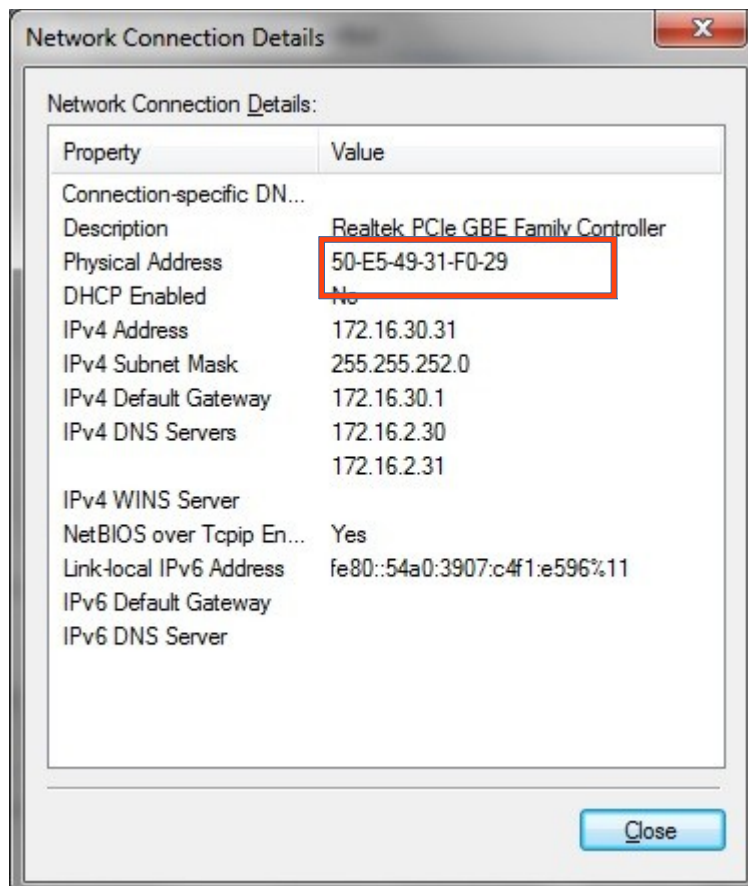 Network Connection Details
Network Connection Details:
Property Value
Connection-specific DN...
Description Realtek PCIe GBE Family Controller
Physical Address 50-E5-49-31-F0-29
DHCP Enabled No
IPv4 Address 172.16.30.31
IPv4 Subnet Mask 255.255.252.0
IPv4 Default Gateway 172.16.30.1
IPv4 DNS Servers 172.16.2.30
172.16.2.31
IPv4 WINS Server
NetBIOS over Tcpip En... Yes
Link-local IPv6 Address fe80::54a0:3907:c4f1:e596%11
IPv6 Default Gateway
IPv6 DNS Server
Close